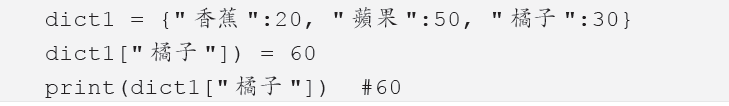 dict1 = {"香蕉":20, "蘋果":50, "橘子":30}
dict1["橘子"]) = 60
print(dict1["橘子"])  #60